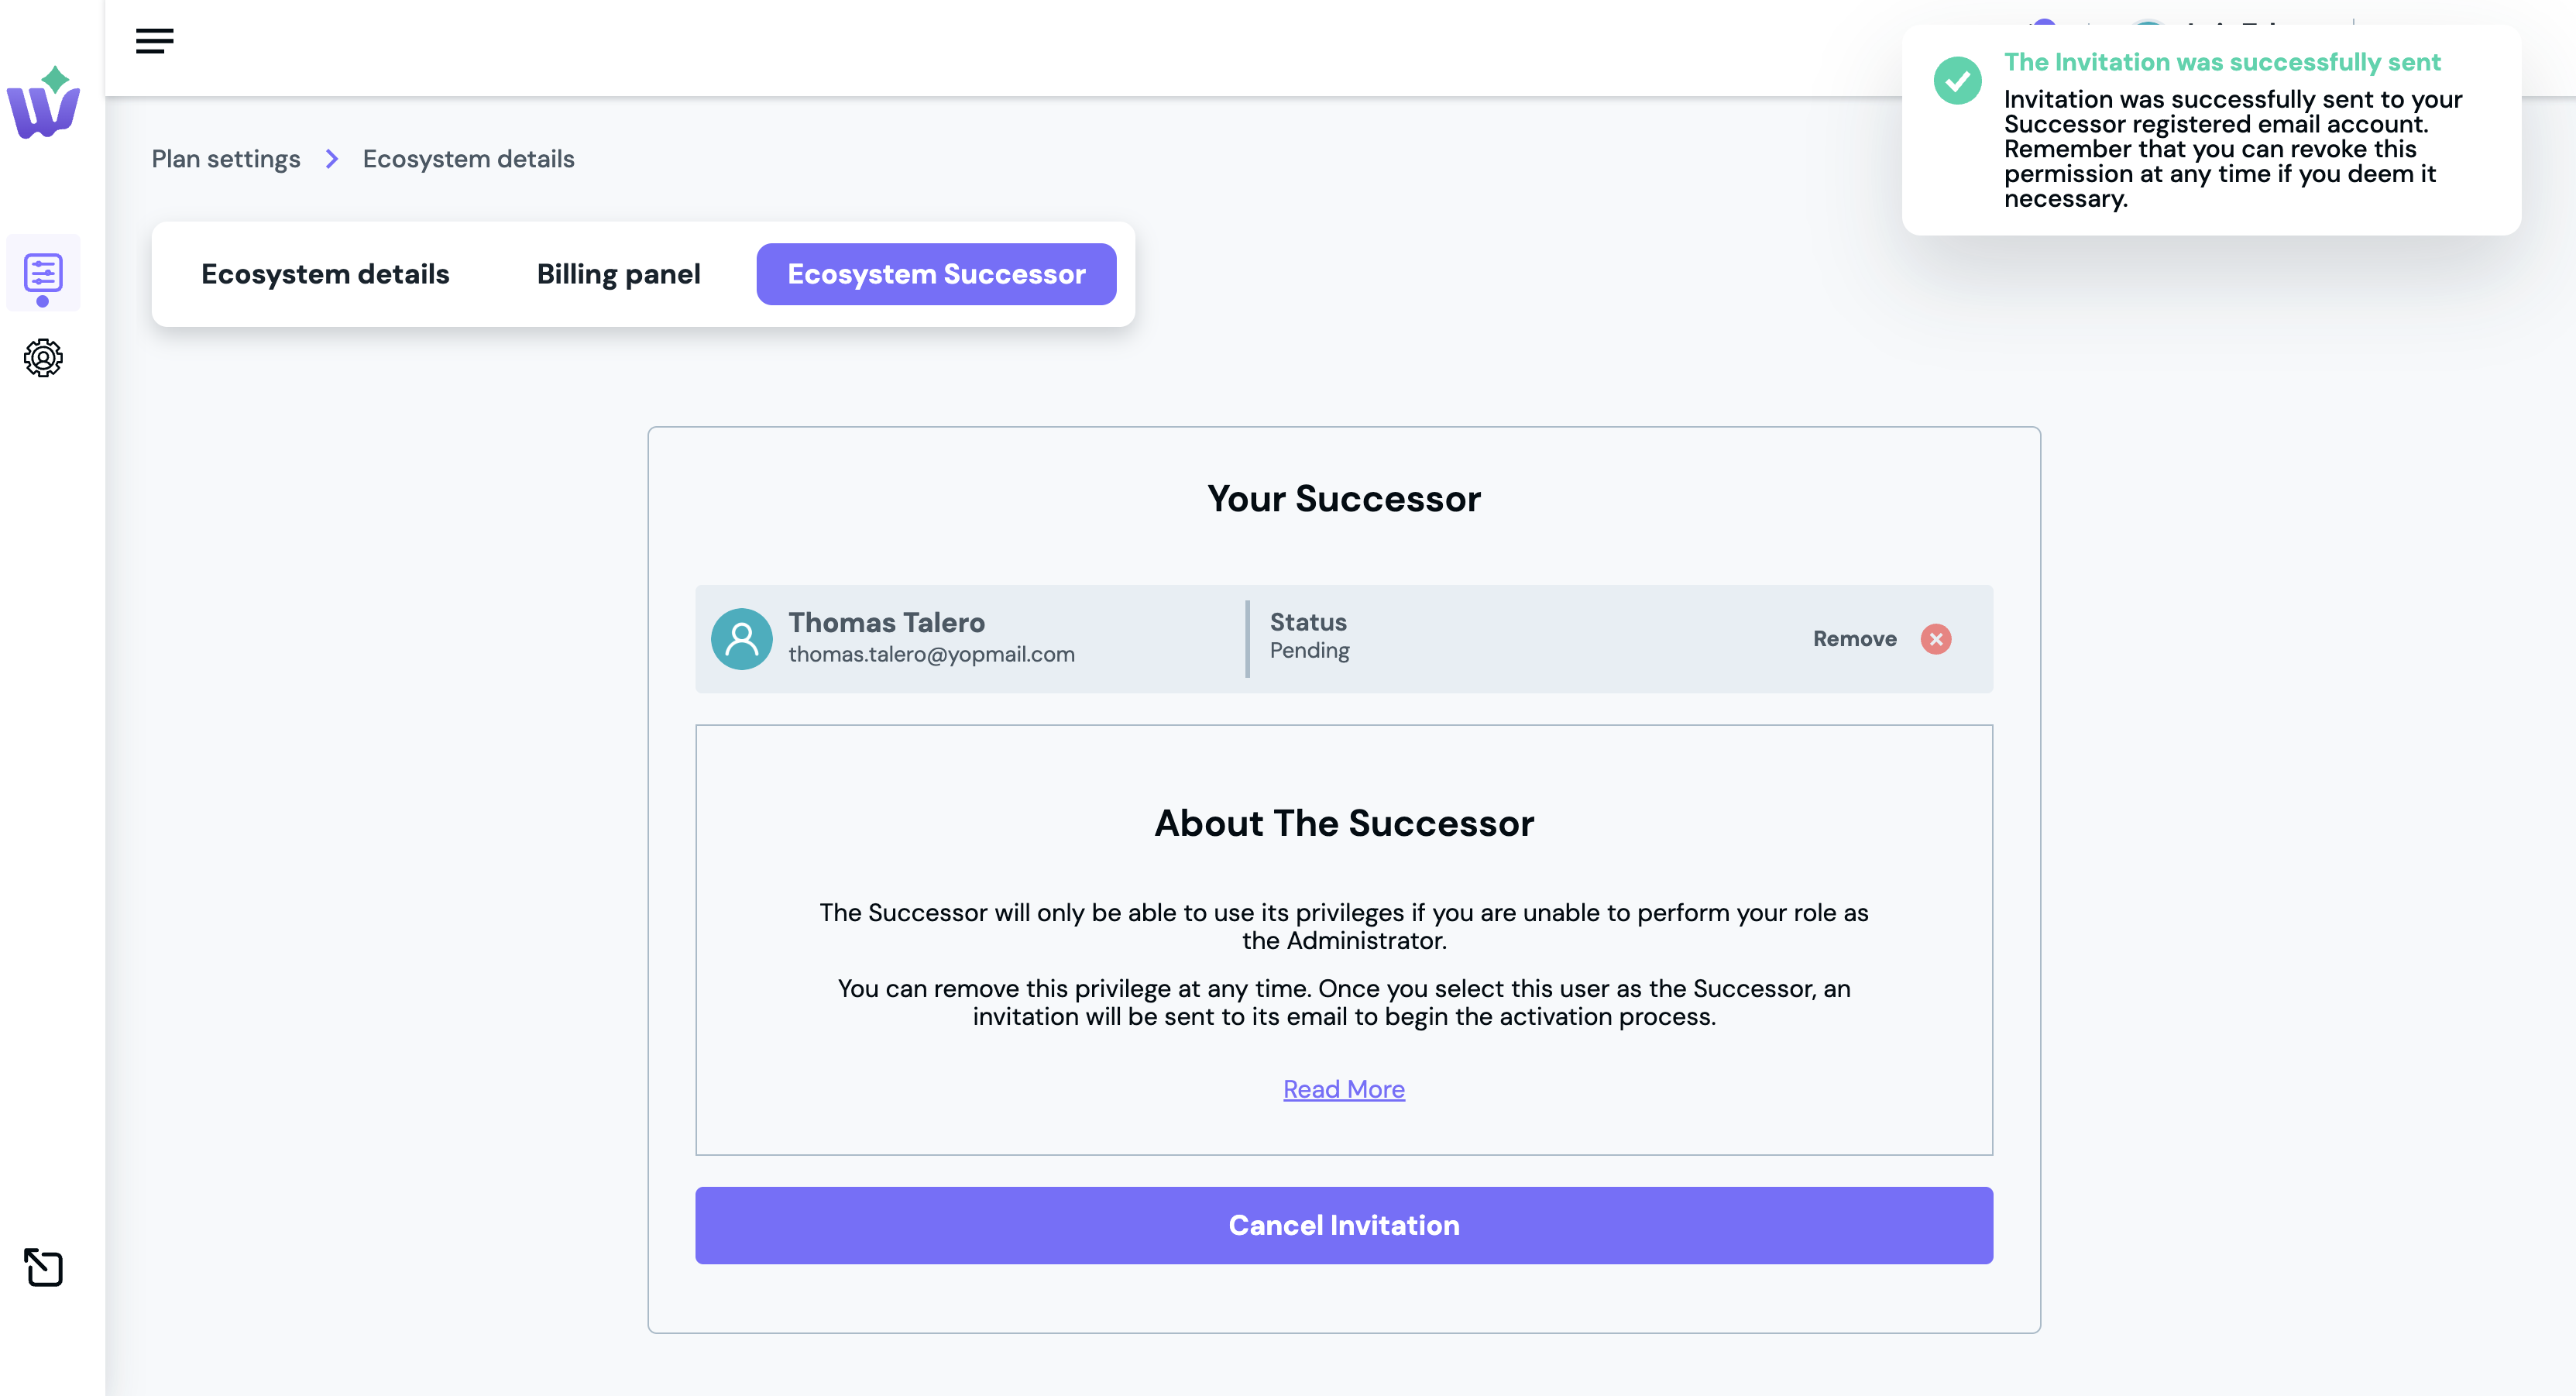 The Invitation was successfully sent
Invitation was successfully sent to your
Successor registered email account.
Remember that you can revoke this
permission at any time if you deem it
necessary.
Plan settings
Ecosystem details
Ecosystem details
Billing panel
Ecosystem Successor
Your Successor
Thomas Talero
thomas.talero@yopmail.com
Status
Pending
Remove
About The Successor
The Successor will only be able to use its privileges if you are unable to perform your role as
the Administrator.
You can remove this privilege at any time. Once you select this user as the Successor, an
invitation will be sent to its email to begin the activation process.
Read More
Cancel Invitation